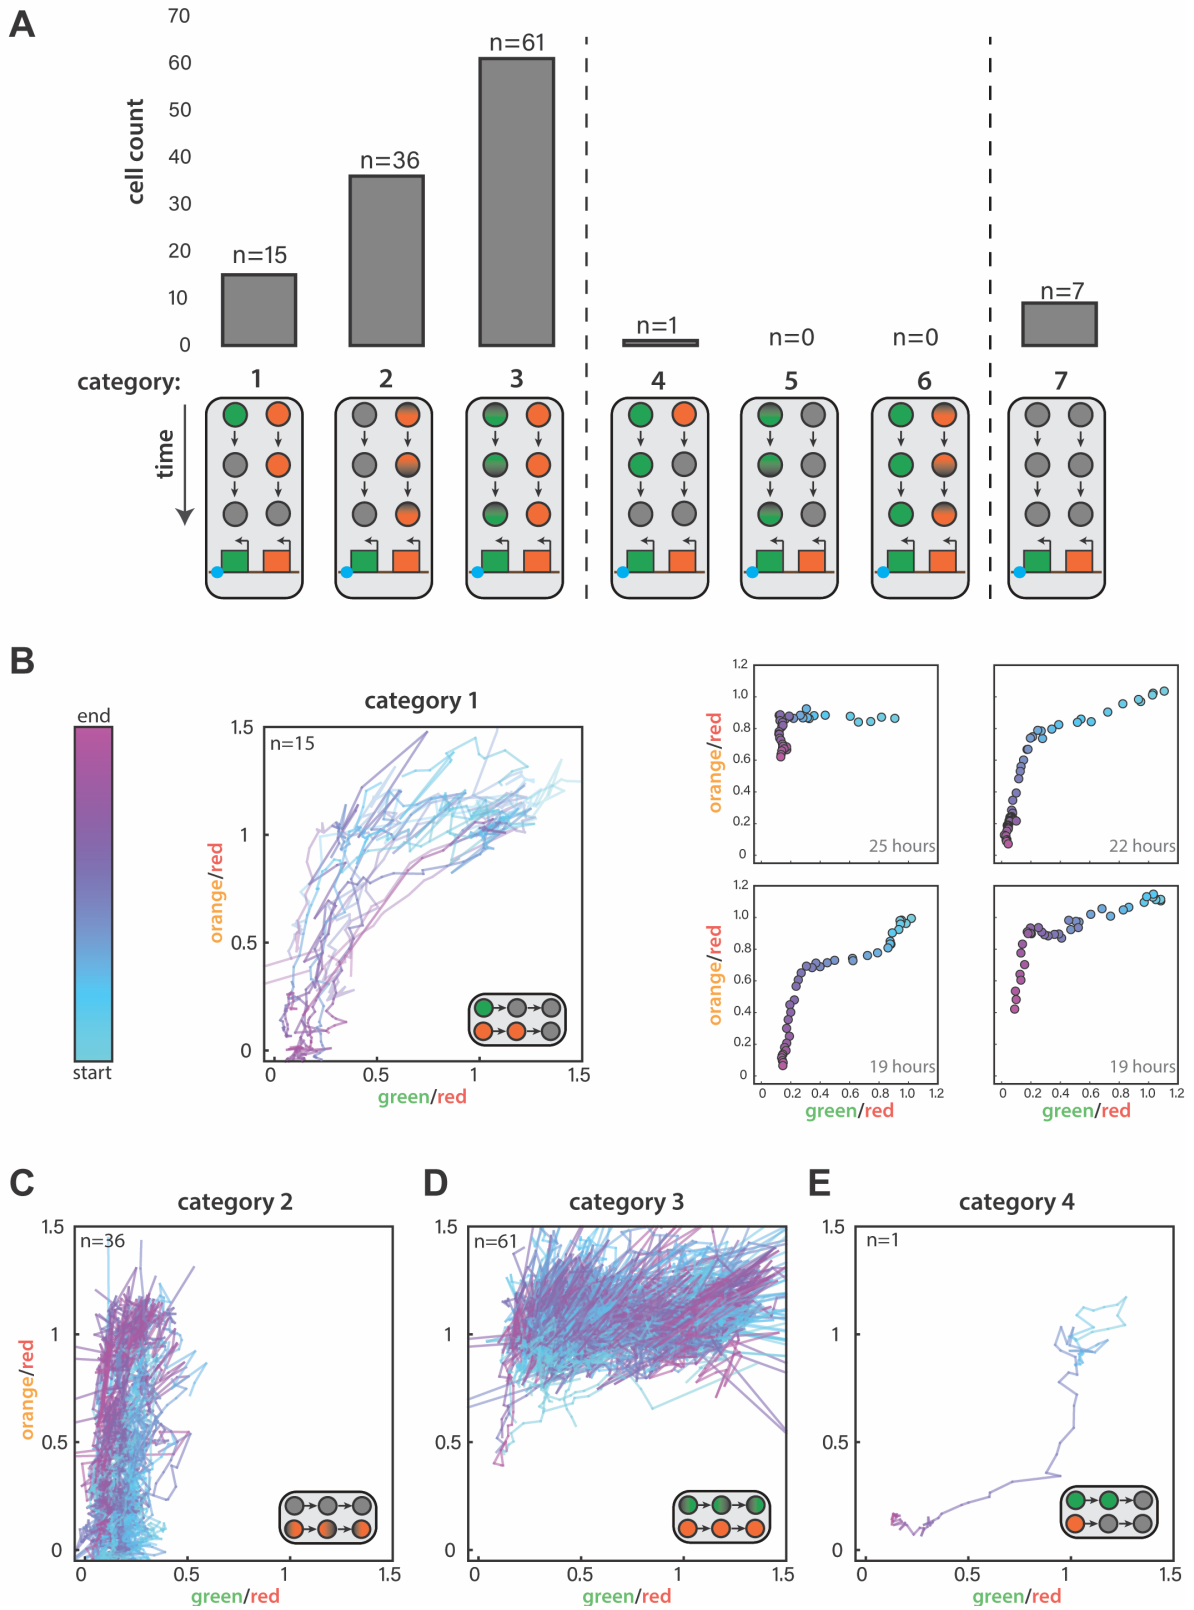 A
70
60
50
40
30
20
10
0
cell count
n=15
n=36
n=61
n=1
n=0
n=0
n=7
category:
1
2
3
4
5
6
7
time
B
end
start
category 1
n=15
1.5
1
0.5
0
orange/red
0
0.5
1
1.5
green/red
1.2
1.0
0.8
0.6
0.4
0.2
0
orange/red
25 hours
22 hours
1.2
1.0
0.8
0.6
0.4
0.2
0
orange/red
19 hours
19 hours
0
0.2
0.4
0.6
0.8
1.0
1.2
0
0.2
0.4
0.6
0.8
1.0
1.2
green/red
green/red
C
category 2
n=36
1.5
1
0.5
0
orange/red
0
0.5
1
1.5
green/red
D
category 3
n=61
1.5
1
0.5
0
0
0.5
1
1.5
green/red
E
category 4
n=1
1.5
1
0.5
0
0
0.5
1
1.5
green/red